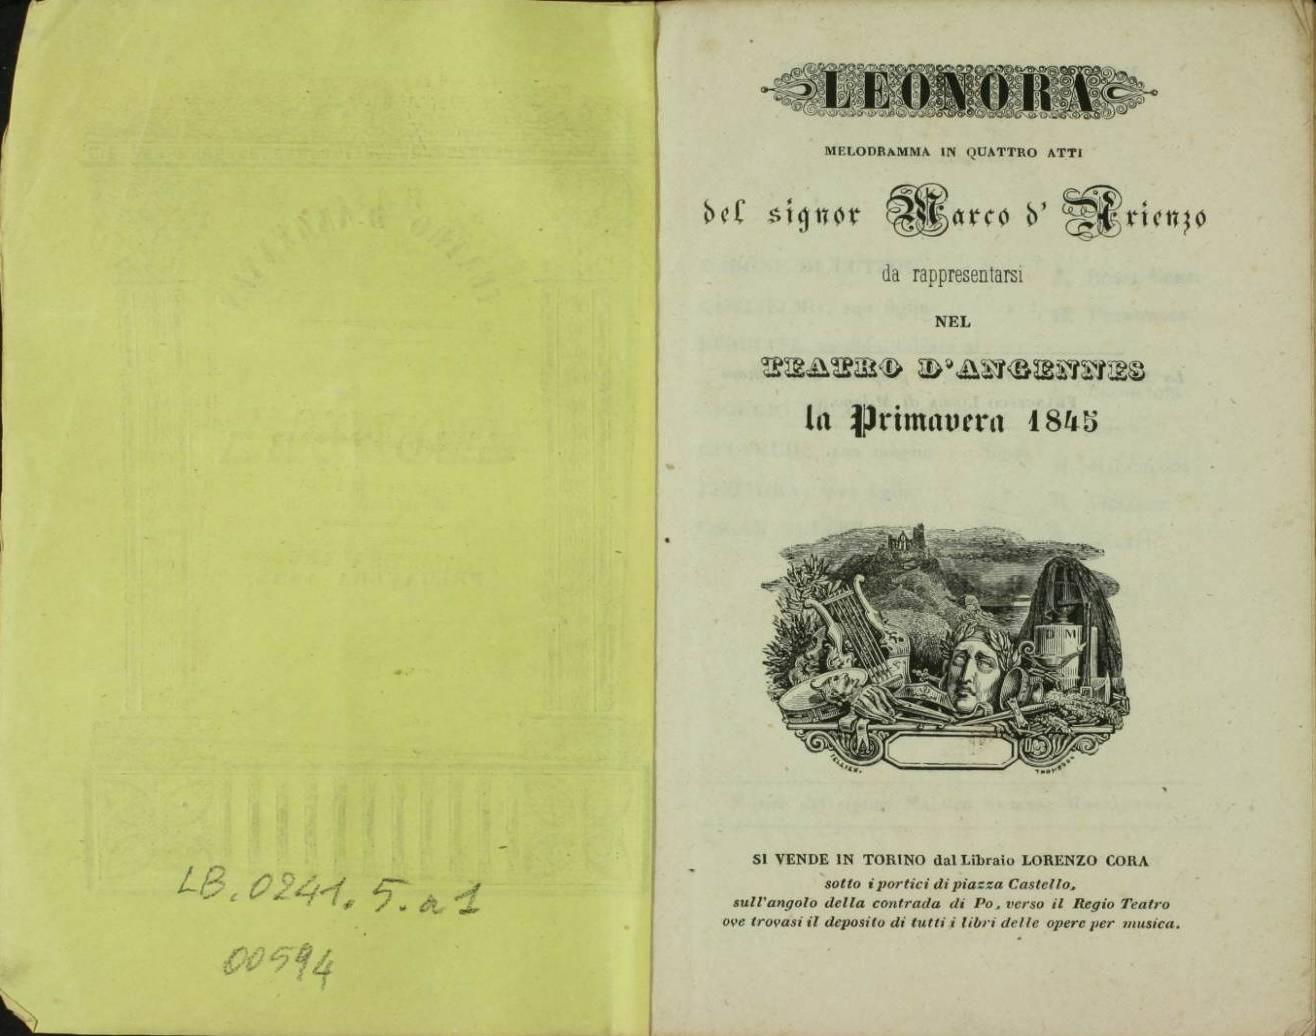 LB. 0241. 5. a 1
00594
LEONORA
MELODRAMMA IN QUATTRO ATTI
del signor Marco d' Arienzo
da rappresentarsi
NEL
TEATRO D'ANGENNES
la Primavera 1845
D M
SI VENDE IN TORINO dal Libraio LORENZO CORA
sotto i portici di piazza Castello,
sull'angolo della contrada di Po, verso il Regio Teatro
ove trovasi il deposito di tutti i libri delle opere per musica.